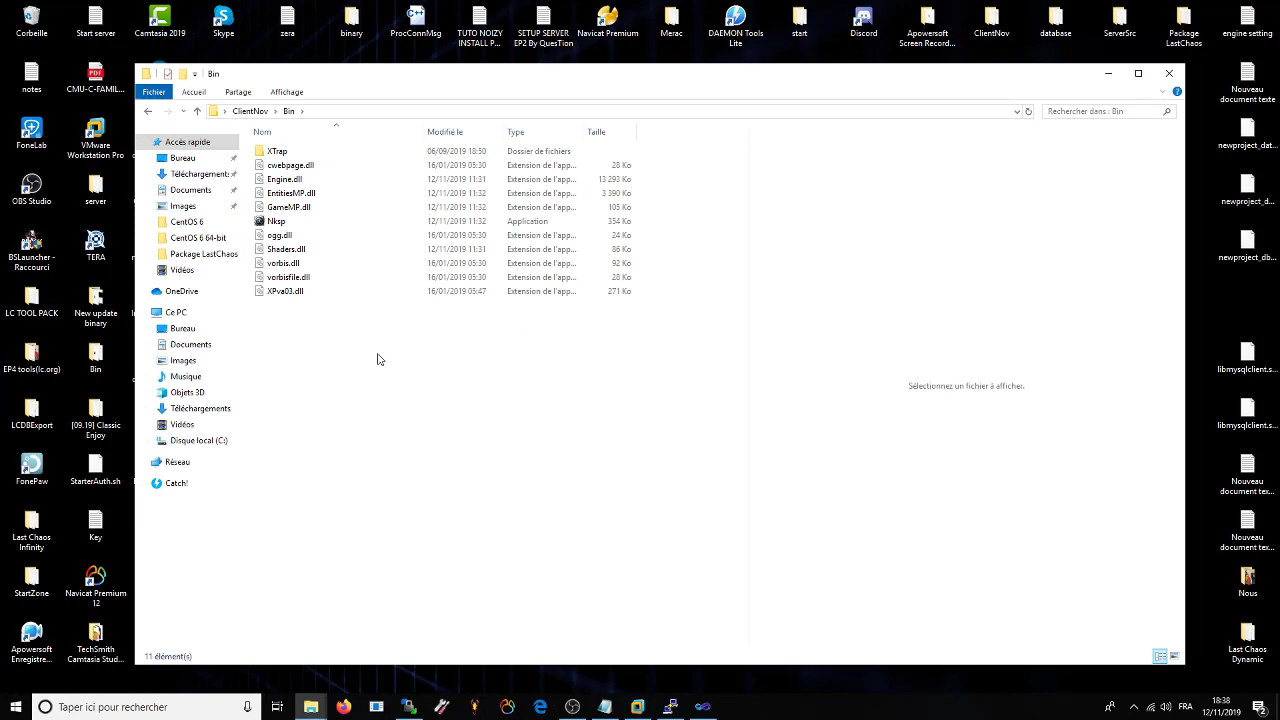 Corbeille
Start server
Camtasia 2019
Skype
zera
binary
ProcConnMsg
TUTO NOIZY
INSTALL P...
SETUP SERVER
EP2 By QuesTion
Navicat Premium
Merac
DAEMON Tools
Lite
start
Discord
Apowersoft
Screen Record...
ClientNov
database
ServerSrc
Package
LastChaos
engine setting
notes
CMU-C-FAMIL...
FoneLab
VMware
Workstation Pro
OBS Studio
server
BSLauncher -
Raccourci
TERA
LC TOOL PACK
New update
binary
EP4 tools(lc.org)
Bin
LCDBExport
[09.19] Classic
Enjoy
FonePaw
StarterAuth.sh
Last Chaos
Infinity
Key
StartZone
Navicat Premium
12
Apowersoft
Enregistre...
TechSmith
Camtasia Stud...
Bin
Fichier
Accueil
Partage
Affichage
ClientNov
Bin
Rechercher dans : Bin
Accès rapide
Bureau
Téléchargements
Documents
Images
CentOS 6
CentOS 6 64-bit
Package LastChaos
Vidéos
OneDrive
Ce PC
Bureau
Documents
Images
Musique
Objets 3D
Téléchargements
Vidéos
Disque local (C:)
Réseau
Catch!
Nom Modifié le Type Taille
XTrap 06/09/2019 18:50 Dossier de fichiers
cwebpage.dll 16/01/2019 05:30 Extension de l'app... 28 Ko
Engine.dll 12/11/2019 11:31 Extension de l'app... 13 293 Ko
EntitiesMP.dll 12/11/2019 11:32 Extension de l'app... 3 390 Ko
GameMP.dll 12/11/2019 11:32 Extension de l'app... 105 Ko
Nksp 12/11/2019 11:32 Application 354 Ko
ogg.dll 16/01/2019 05:30 Extension de l'app... 24 Ko
Shaders.dll 12/11/2019 11:31 Extension de l'app... 86 Ko
vorbis.dll 16/01/2019 05:30 Extension de l'app... 92 Ko
vorbisfile.dll 16/01/2019 05:30 Extension de l'app... 28 Ko
XPva03.dll 16/01/2019 05:47 Extension de l'app... 271 Ko
Sélectionnez un fichier à afficher.
11 élément(s)
Nouveau
document texte
newproject_dat...
newproject_d...
newproject_db...
libmysqlclient.s...
libmysqlclient.s...
Nouveau
document tex...
Nouveau
document tex...
Nous
Last Chaos
Dynamic
Taper ici pour rechercher
FRA
18:38
12/11/2019
2